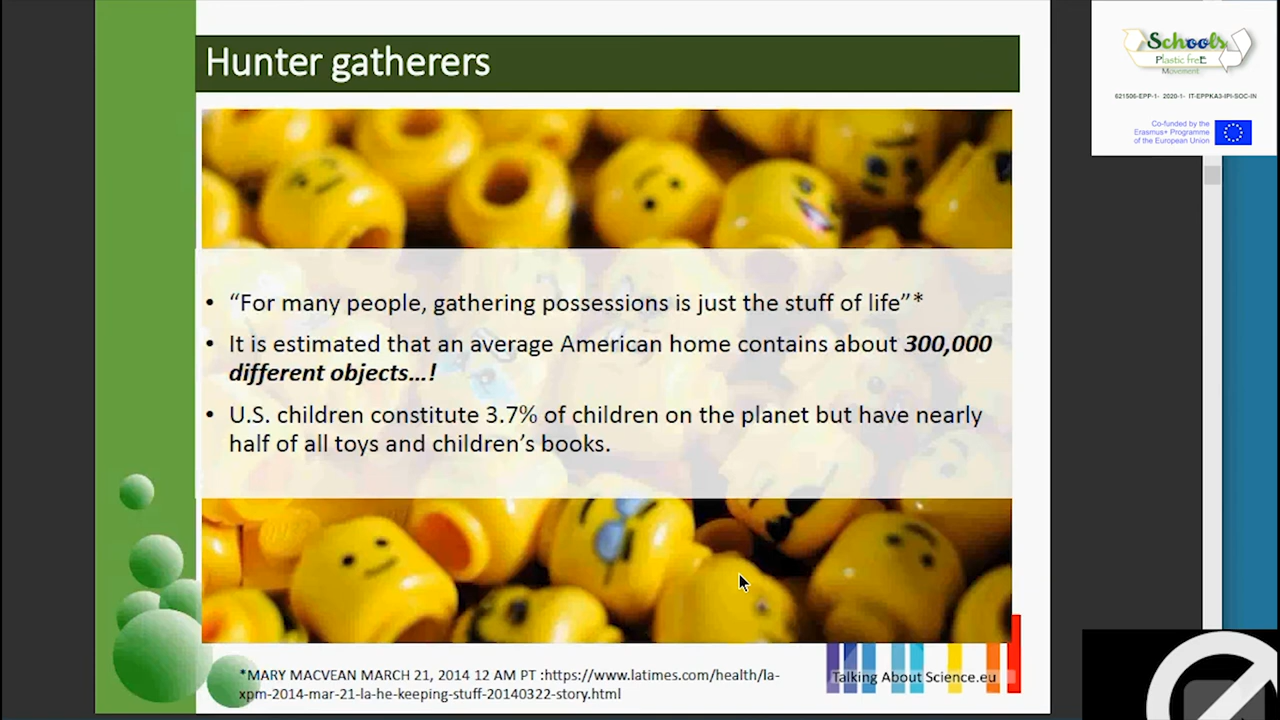 Hunter gatherers
• “For many people, gathering possessions is just the stuff of life”*
• It is estimated that an average American home contains about 300,000
different objects…!
• U.S. children constitute 3.7% of children on the planet but have nearly
half of all toys and children’s books.
*MARY MACVEAN MARCH 21, 2014 12 AM PT :https://www.latimes.com/health/la-
xpm-2014-mar-21-la-he-keeping-stuff-20140322-story.html
Talking About Science.eu
Schools
Plastic freE
Movement
621506-EPP-1- 2020-1- IT-EPPKA3-IPI-SOC-IN
Co-funded by the
Erasmus+ Programme
of the European Union